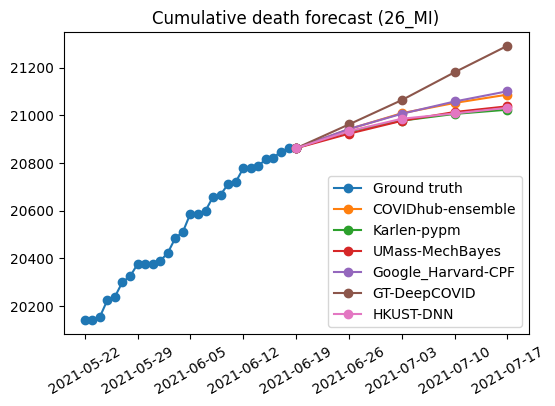 Cumulative death forecast (26_MI)
21200
21000
20800
20600
20400
20200
Ground truth
COVIDhub-ensemble
Karlen-pypm
UMass-MechBayes
Google_Harvard-CPF
GT-DeepCOVID
HKUST-DNN
2021-05-22
2021-05-29
2021-06-05
2021-06-12
2021-06-19
2021-06-26
2021-07-03
2021-07-10
2021-07-17